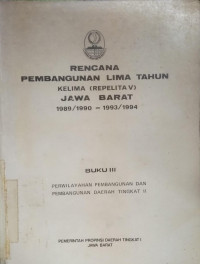 RENCANA
PEMBANGUNAN LIMA TAHUN
KELIMA (REPELITA V)
JAWA BARAT
1989/1990 - 1993/1994
BUKU III
PERWILAYAHAN PEMBANGUNAN DAN
PEMBANGUNAN DAERAH TINGKAT II
PEMERINTAH PROPINSI DAERAH TINGKAT I
JAWA BARAT